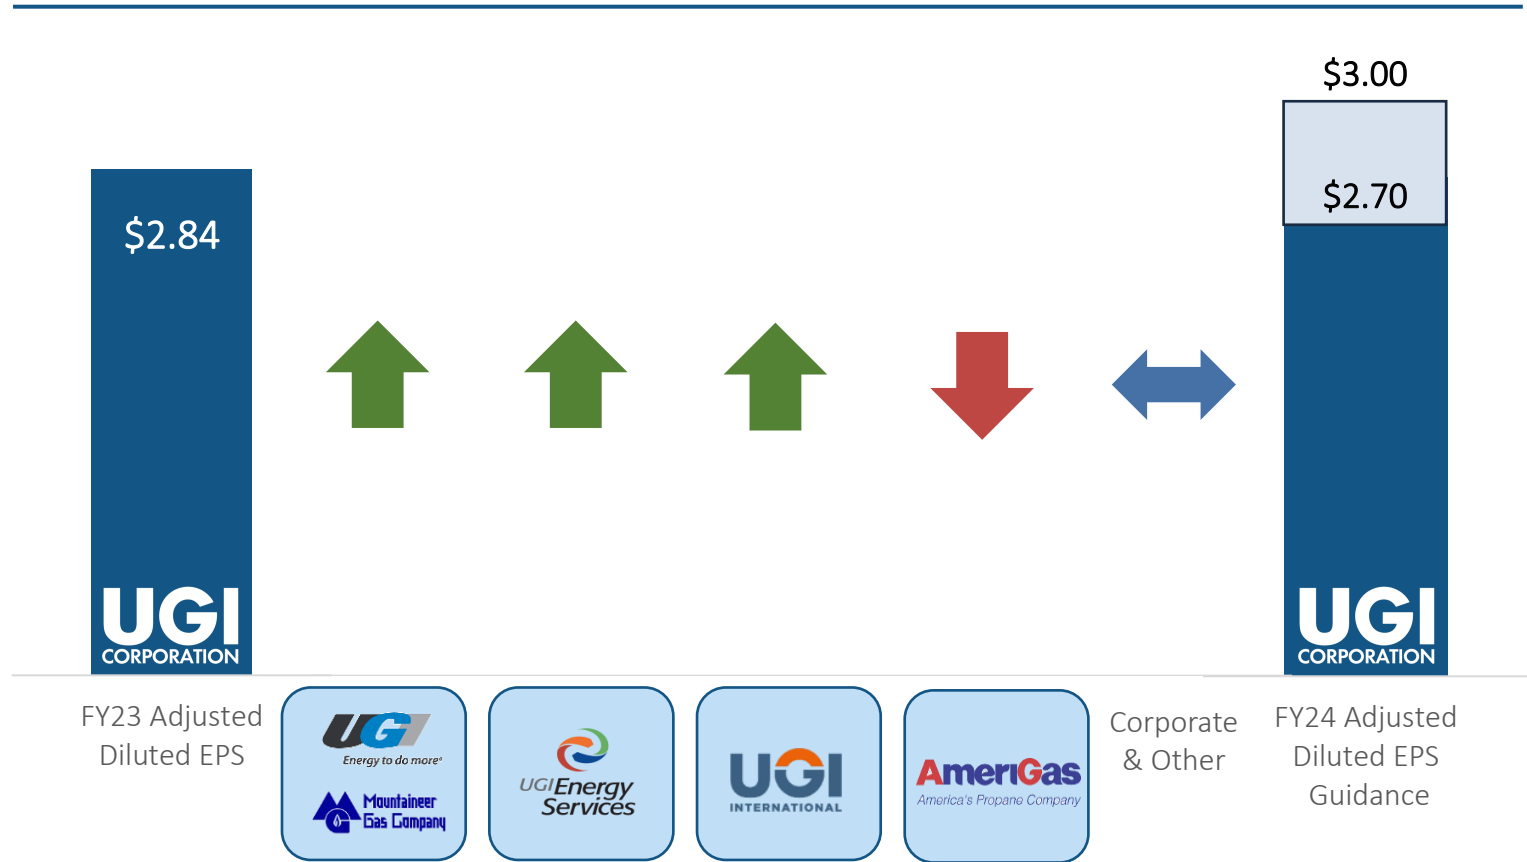 $3.00
$2.84
$2.70
UGI
CORPORATION
UGI
CORPORATION
FY23 Adjusted
Diluted EPS
UGI
Energy to do more®
Mountaineer
Gas Company
UGI Energy
Services
UGI
INTERNATIONAL
AmeriGas
America's Propane Company
Corporate
& Other
FY24 Adjusted
Diluted EPS
Guidance